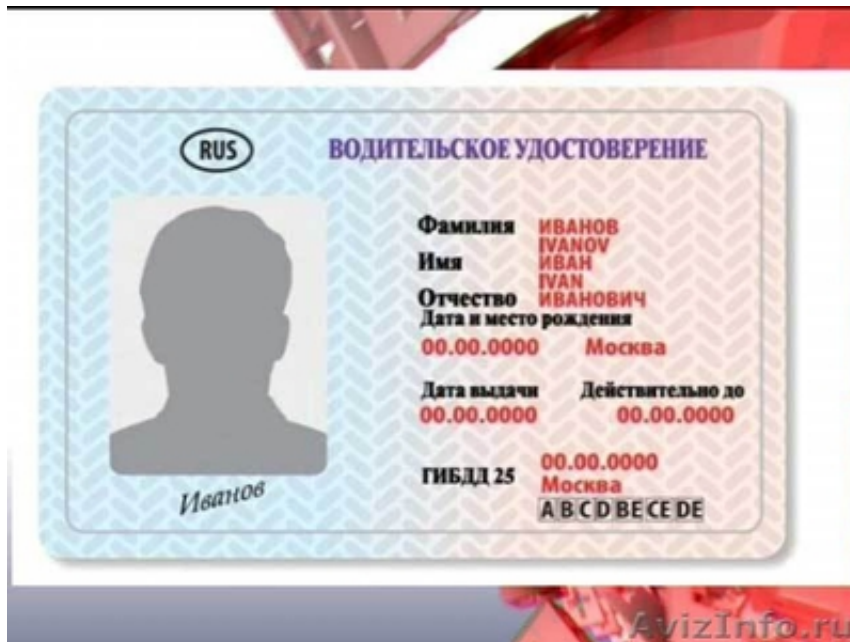 RUS
ВОДИТЕЛЬСКОЕ УДОСТОВЕРЕНИЕ
Фамилия ИВАНОВ
IVANOV
Имя ИВАН
IVAN
Отчество ИВАНОВИЧ
Дата и место рождения
00.00.0000 Москва
Дата выдачи Действительно до
00.00.0000 00.00.0000
ГИБДД 25 00.00.0000
Москва
A B C D BE CE DE
Иванов
AvizInfo.ru